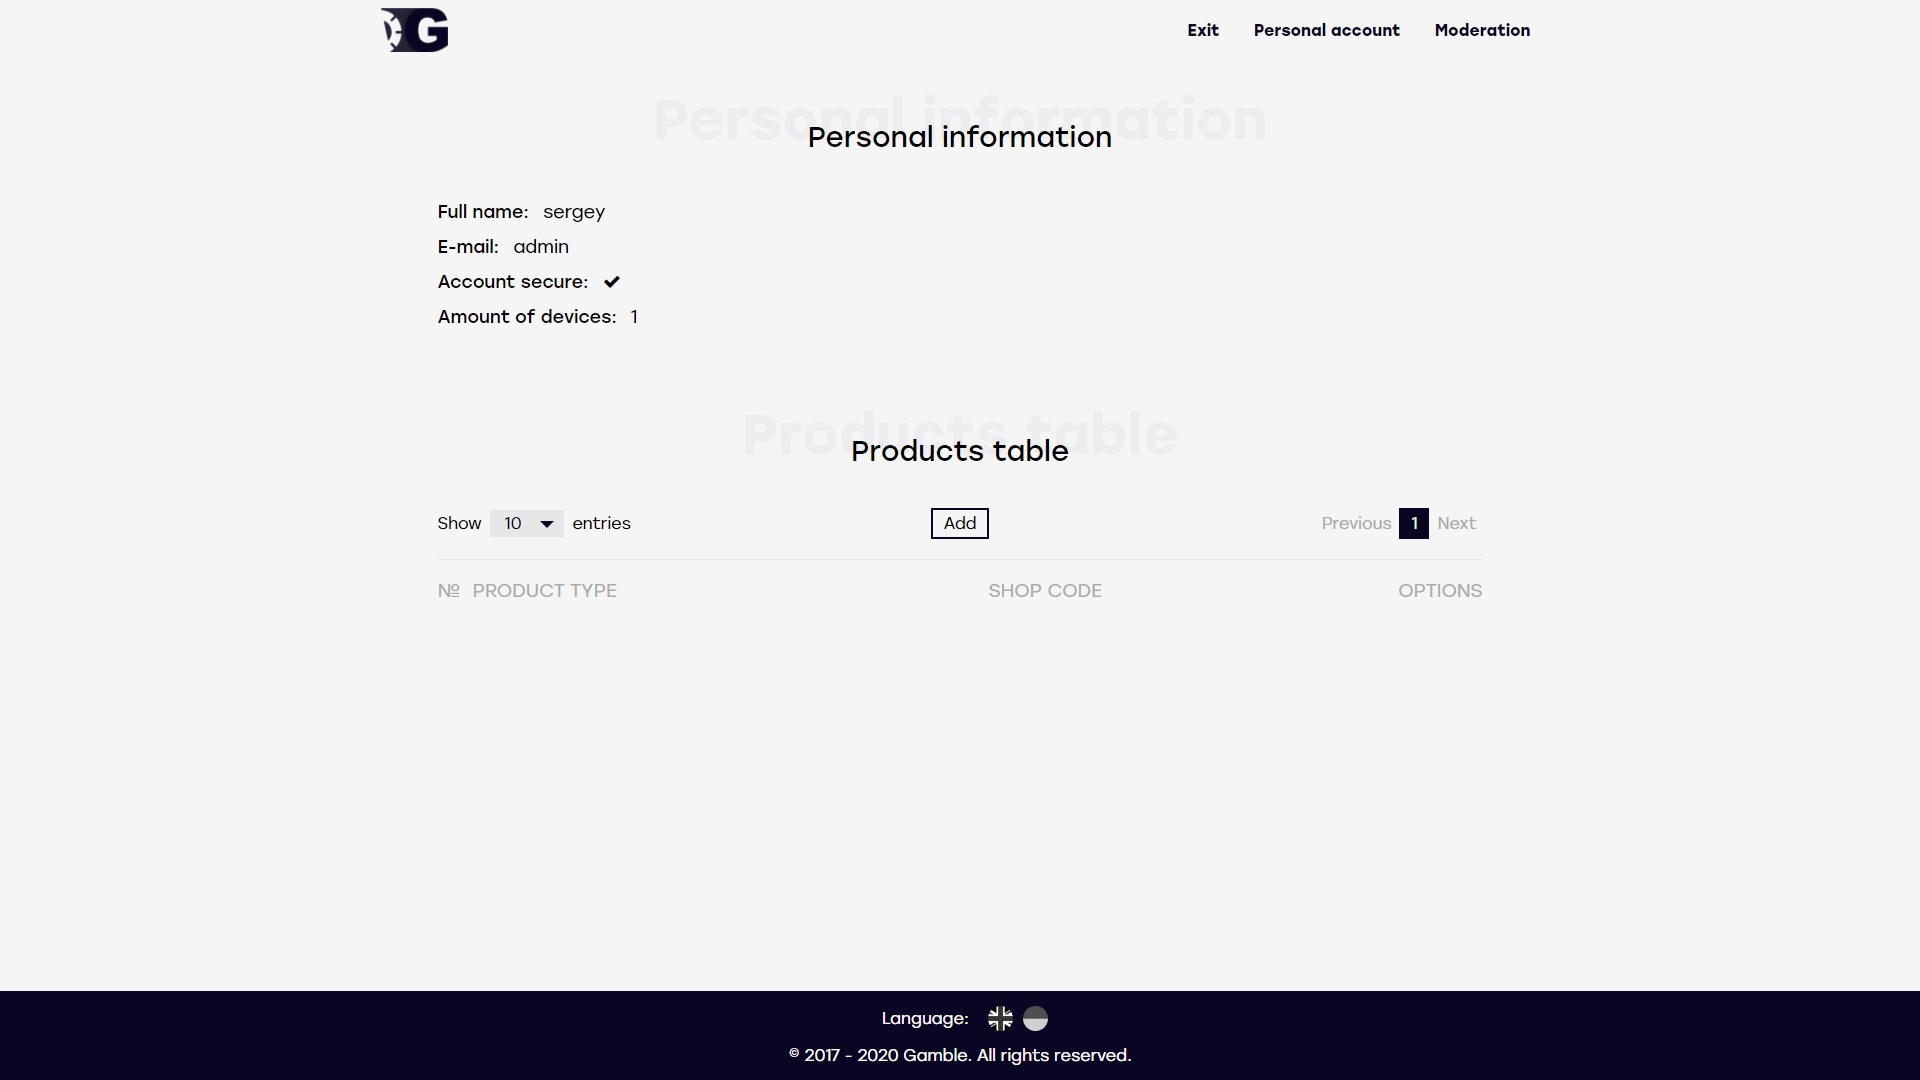 G
Exit Personal account Moderation
Personal information
Personal information
Full name: sergey
E-mail: admin
Account secure: ✔
Amount of devices: 1
Products table
Products table
Show 10 entries Add Previous 1 Next
№ PRODUCT TYPE SHOP CODE OPTIONS
Language:
© 2017 - 2020 Gamble. All rights reserved.